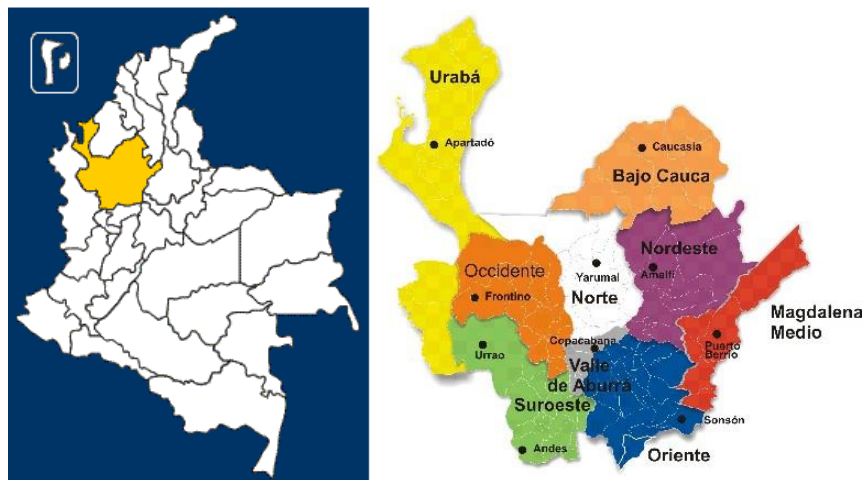 Urabá
Apartadó
Caucasia
Bajo Cauca
Nordeste
Amalfi
Occidente
Yarumal
Frontino
Norte
Magdalena
Medio
Puerto
Berrio
Copacabana
Urrao
Valle
de Aburrá
Suroeste
Sonsón
Andes
Oriente